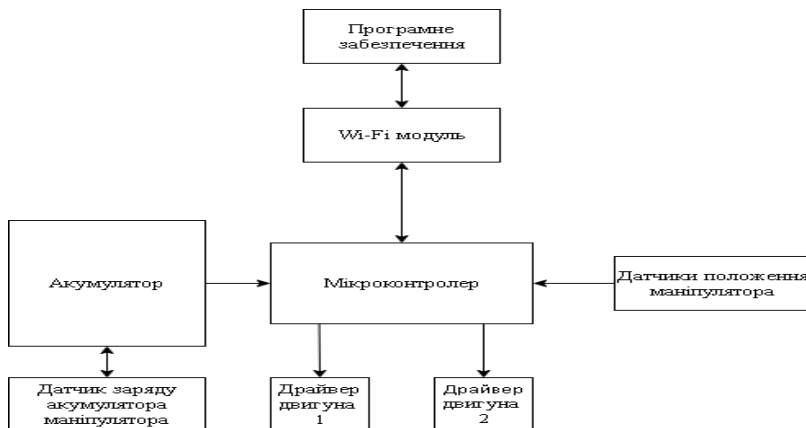 Програмне
забезпечення
Wi-Fi модуль
Акумулятор
Мікроконтролер
Датчики положення
маніпулятора
Датчик заряду
акумулятора
маніпулятора
Драйвер
двигуна
1
Драйвер
двигуна
2